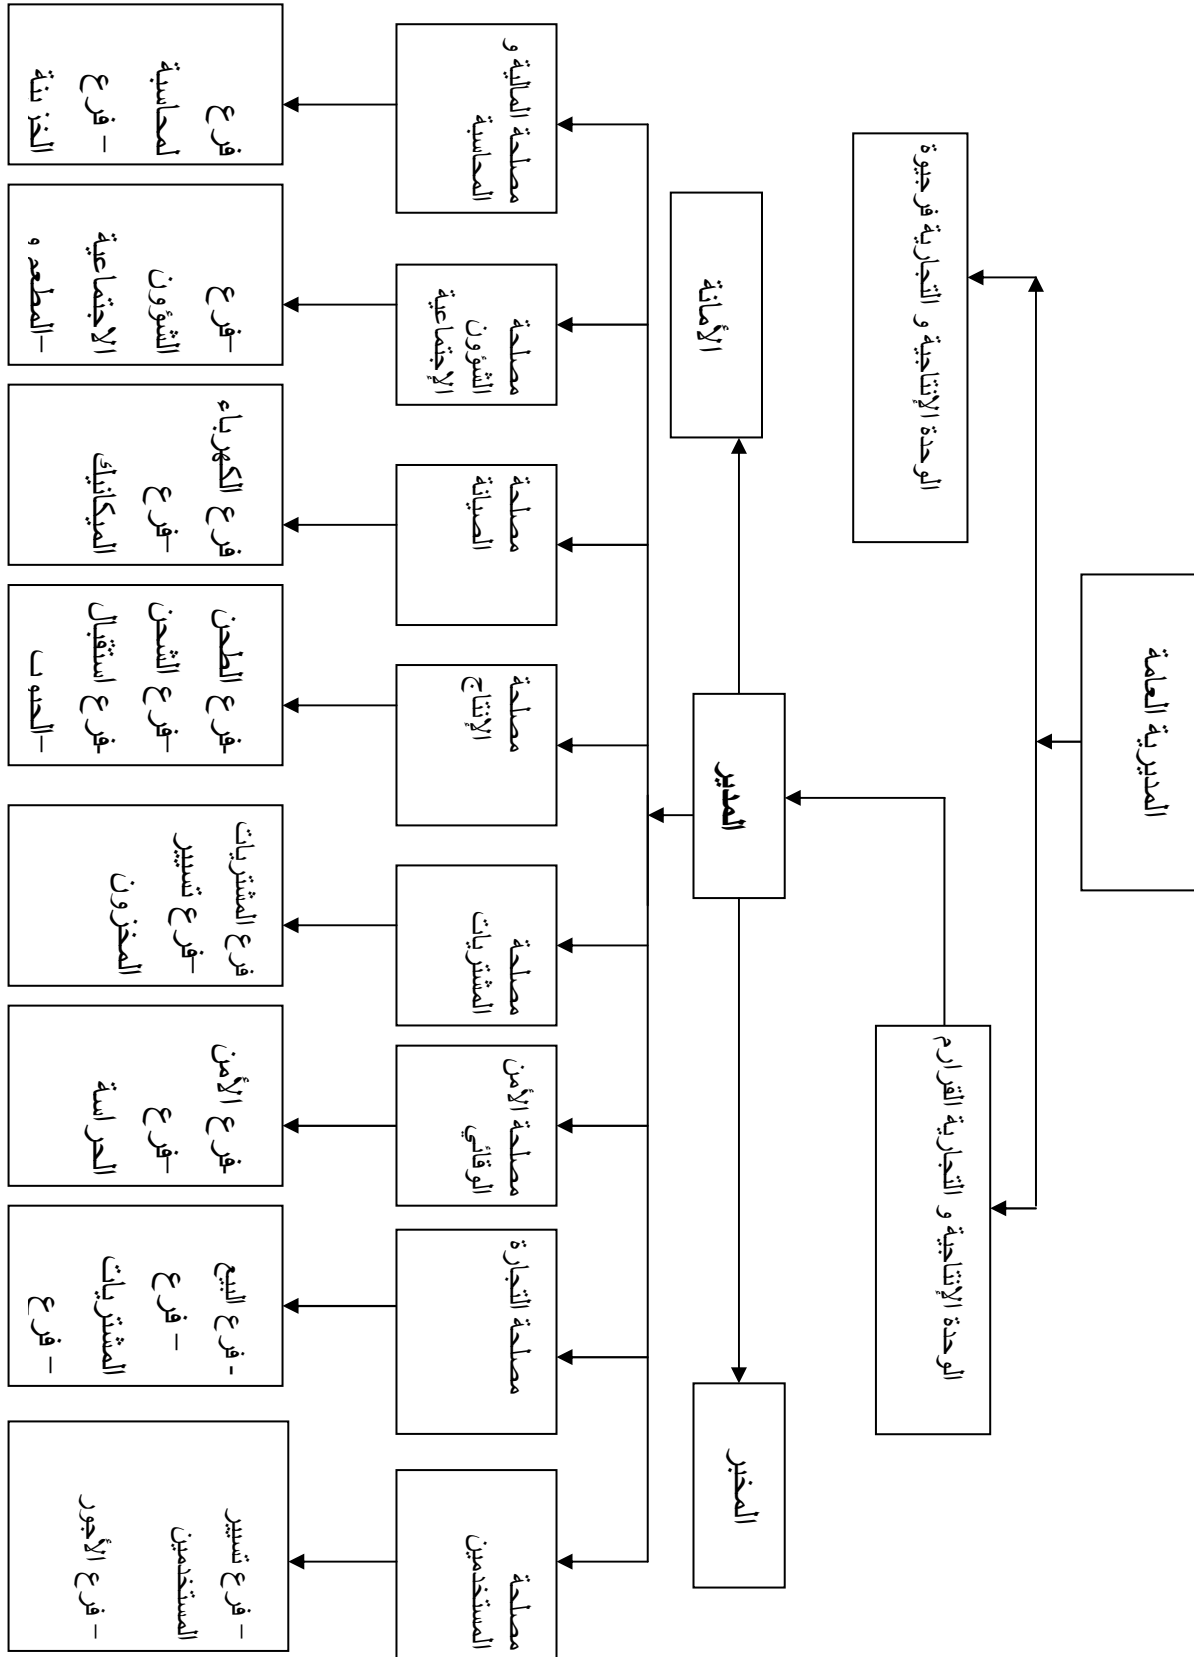 المديرية العامة
الوحدة الإنتاجية و التجارية القرارم
الوحدة الإنتاجية و التجارية فرجيوة
المخبر
المدير
الأمانة
مصلحة
المستخدمين
مصلحة التجارة
مصلحة الأمن
الوقائي
مصلحة
المشتريات
مصلحة
الإنتاج
مصلحة
الصيانة
مصلحة
الشؤون
الإجتماعية
مصلحة المالية و
المحاسبة
- فرع تسيير
المستخدمين
- فرع الأجور
- فرع البيع
- فرع
المشتريات
- فرع
-فرع الأمن
-فرع
الحراسة
فرع المشتريات
-فرع تسيير
المخزون
-فرع الطحن
-فرع الشحن
-فرع استقبال
-الحبوب
فرع الكهرباء
-فرع
الميكانيك
-فرع
الشؤون
الاجتماعية
-المطعم و
فرع
لمحاسبة
- فرع
الخزينة